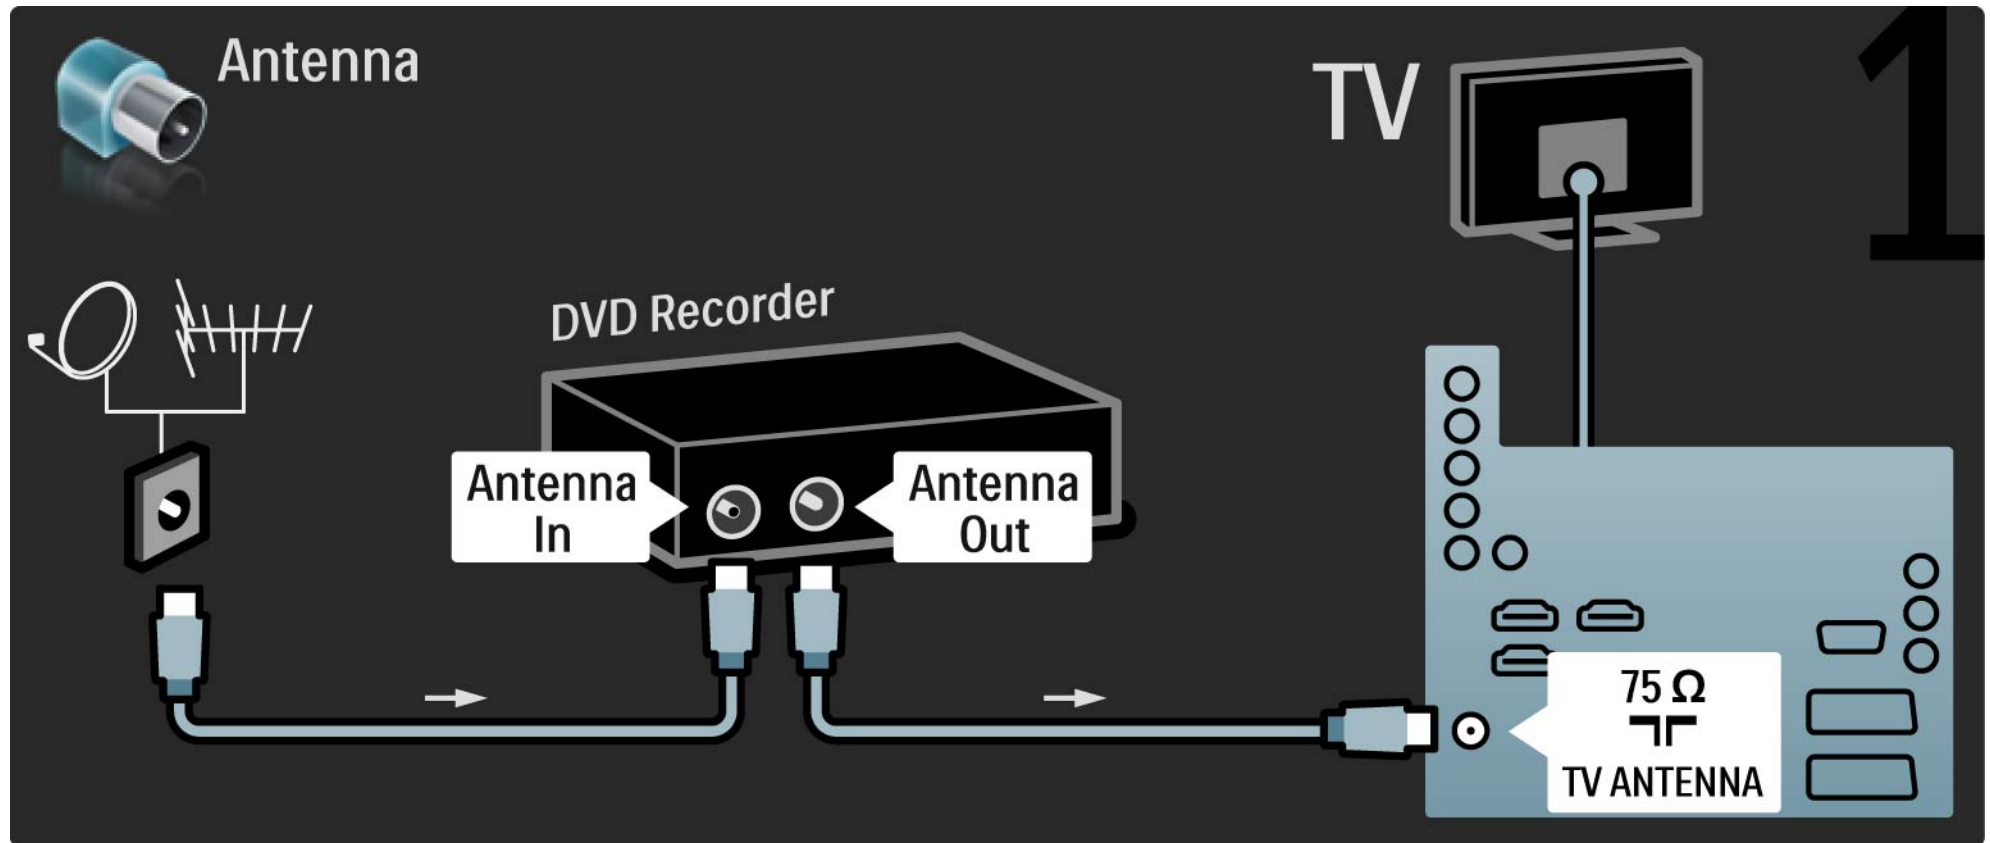 Antenna
TV
1
DVD Recorder
Antenna
In
Antenna
Out
75 Ω
TV ANTENNA